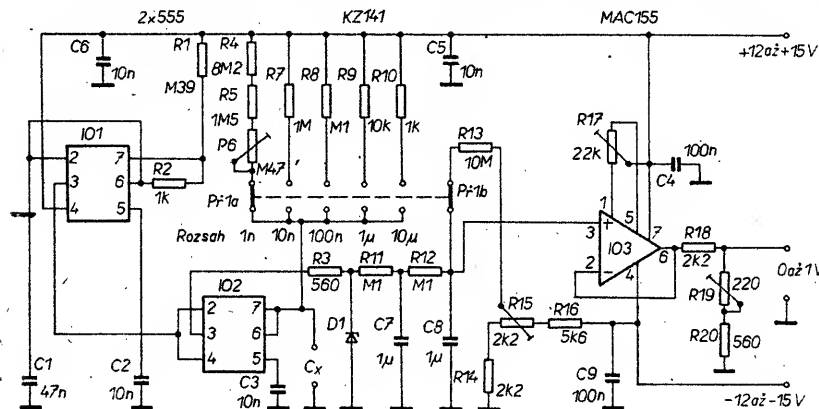 2x555
KZ141
MAC155
+12až+15V
C6
10n
R1
M39
R4
8M2
R5
1M5
P6
M47
R7
1M
R8
M1
R9
10k
R10
1k
C5
10n
R13
10M
R17
22k
100n
C4
IO1
2
3
4
7
6
5
R2
1k
Př1a
Př1b
Rozsah
1n
10n
100n
1µ
10µ
R3
560
R11
M1
R12
M1
1
3
2
5
4
7
6
IO3
R18
2k2
0až1V
220
R19
R20
560
IO2
2
3
4
7
6
5
D1
C7
1µ
C8
1µ
R15
2k2
R16
5k6
R14
2k2
C1
47n
C2
10n
C3
10n
Cx
C9
100n
-12až-15V